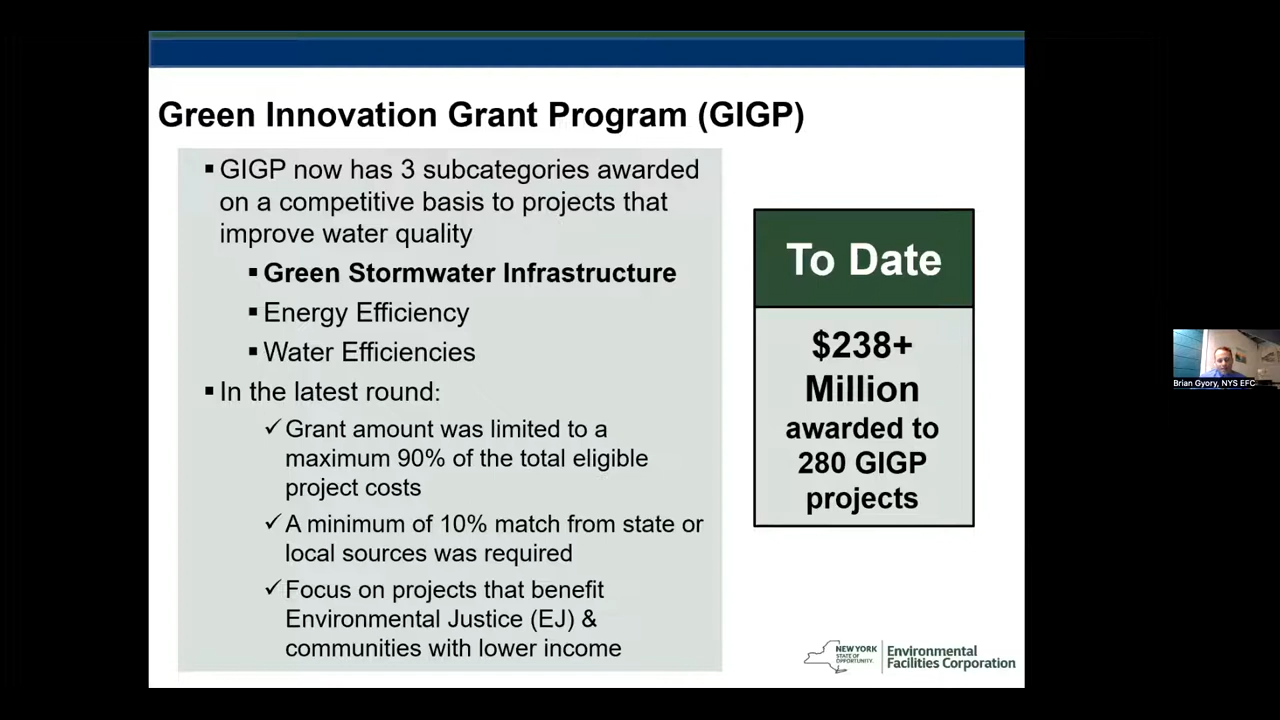 Green Innovation Grant Program (GIGP)
▪ GIGP now has 3 subcategories awarded
on a competitive basis to projects that
improve water quality
▪ Green Stormwater Infrastructure
▪ Energy Efficiency
▪ Water Efficiencies
▪ In the latest round:
✓ Grant amount was limited to a
maximum 90% of the total eligible
project costs
✓ A minimum of 10% match from state or
local sources was required
✓ Focus on projects that benefit
Environmental Justice (EJ) &
communities with lower income
To Date
$238+
Million
awarded to
280 GIGP
projects
Brian Gyory, NYS EFC
NEW YORK
STATE OF
OPPORTUNITY.
Environmental
Facilities Corporation